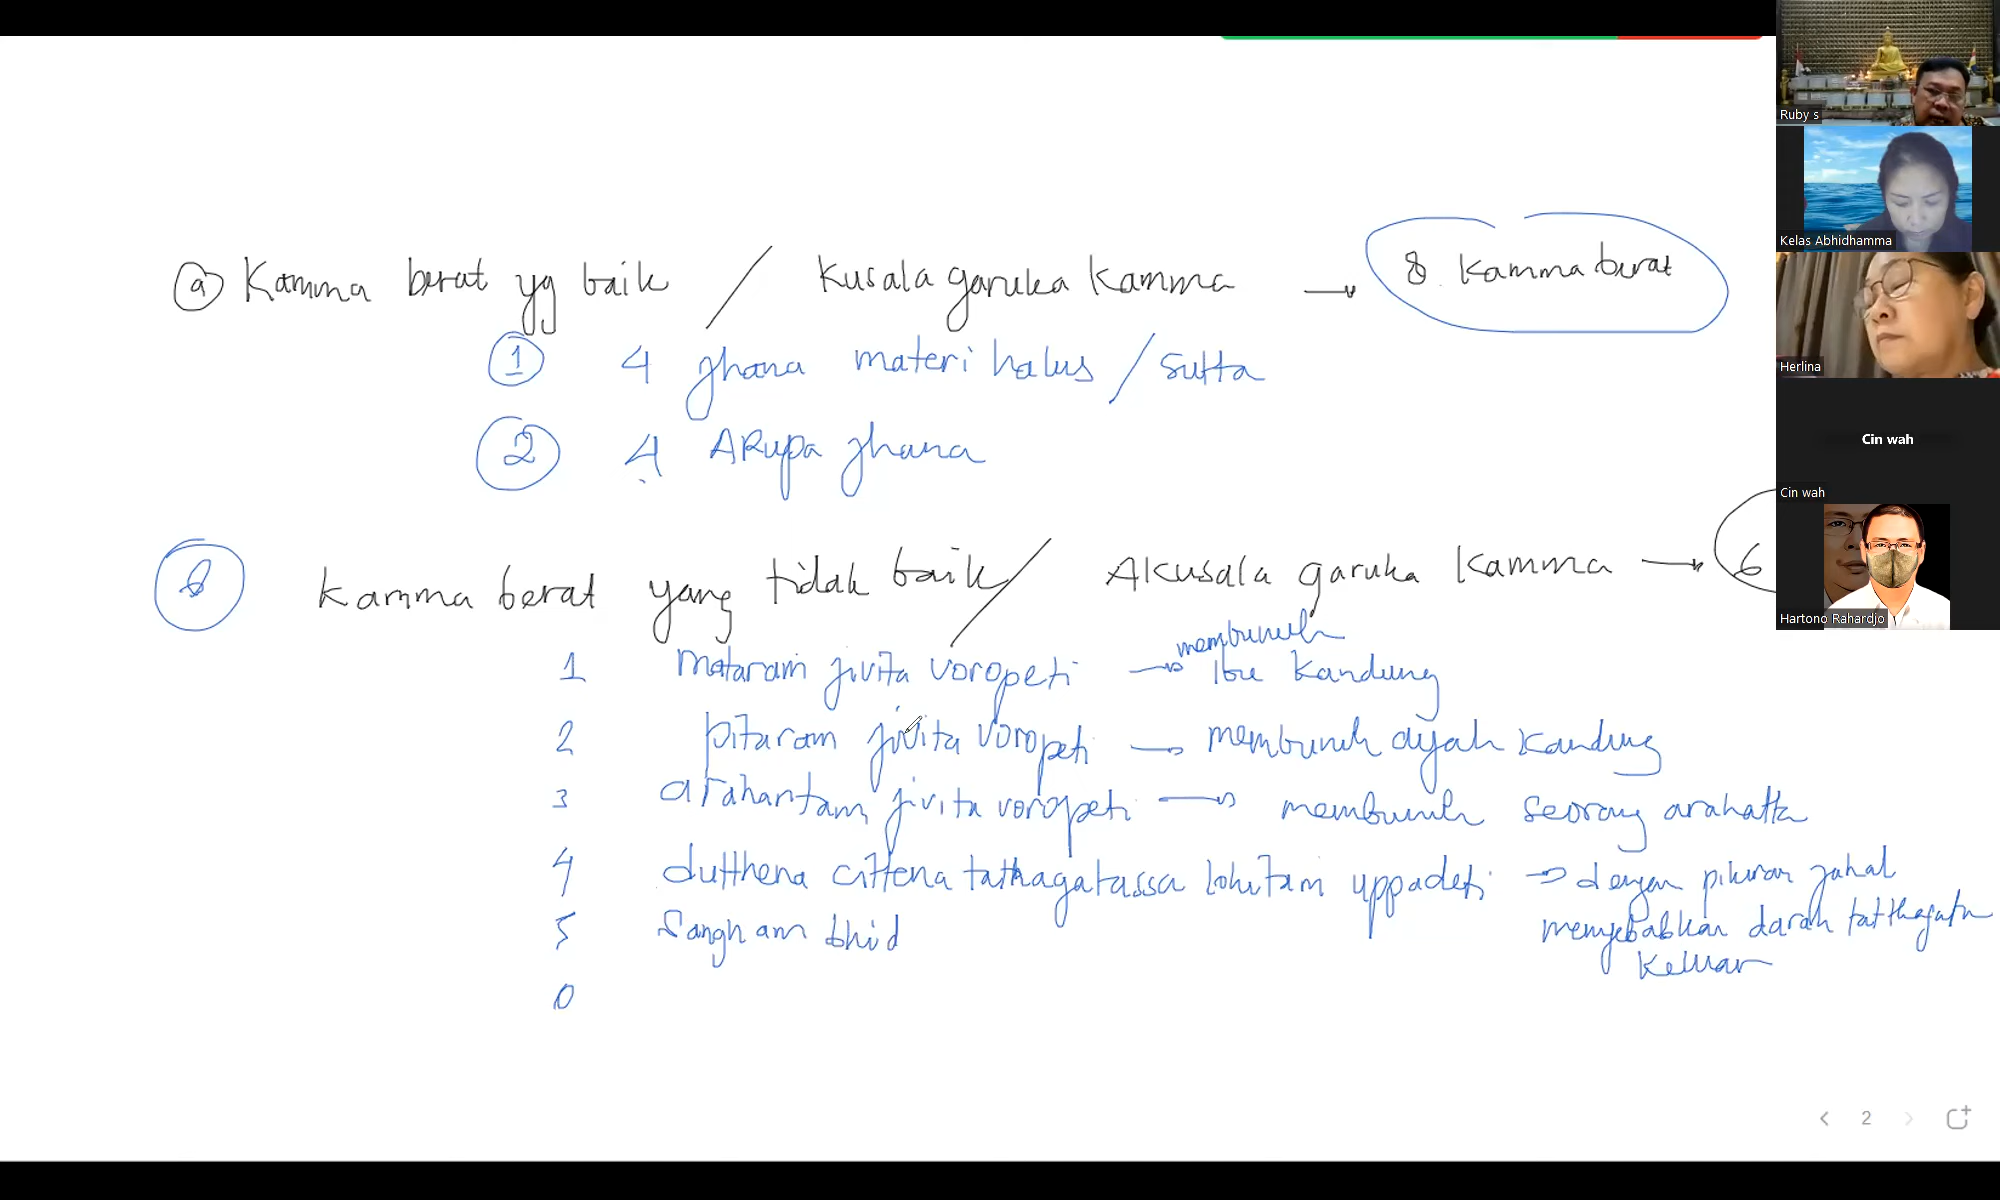 a Kamma berat yg baik / Kusala garuka Kamma → 8 Kamma berat
1 4 jhana materi halus / Sutta
2 4 ARupa jhana
b Kamma berat yang tidak baik / AKusala garuka Kamma → 6
1 mataram jivita voropeti → membunuh Ibu Kandung
2 pitaram jivita voropeti → membunuh ayah Kandung
3 arahantam jivita voropeti → membunuh seorang arahatta
4 dutthena cittena tathagatassa lohitam uppadeti → dengan pikiran jahat
menyebabkan darah tatthagata
keluar
5 Sangham bhid
0
2
Ruby s
Kelas Abhidhamma
Herlina
Cin wah
Cin wah
Hartono Rahardjo